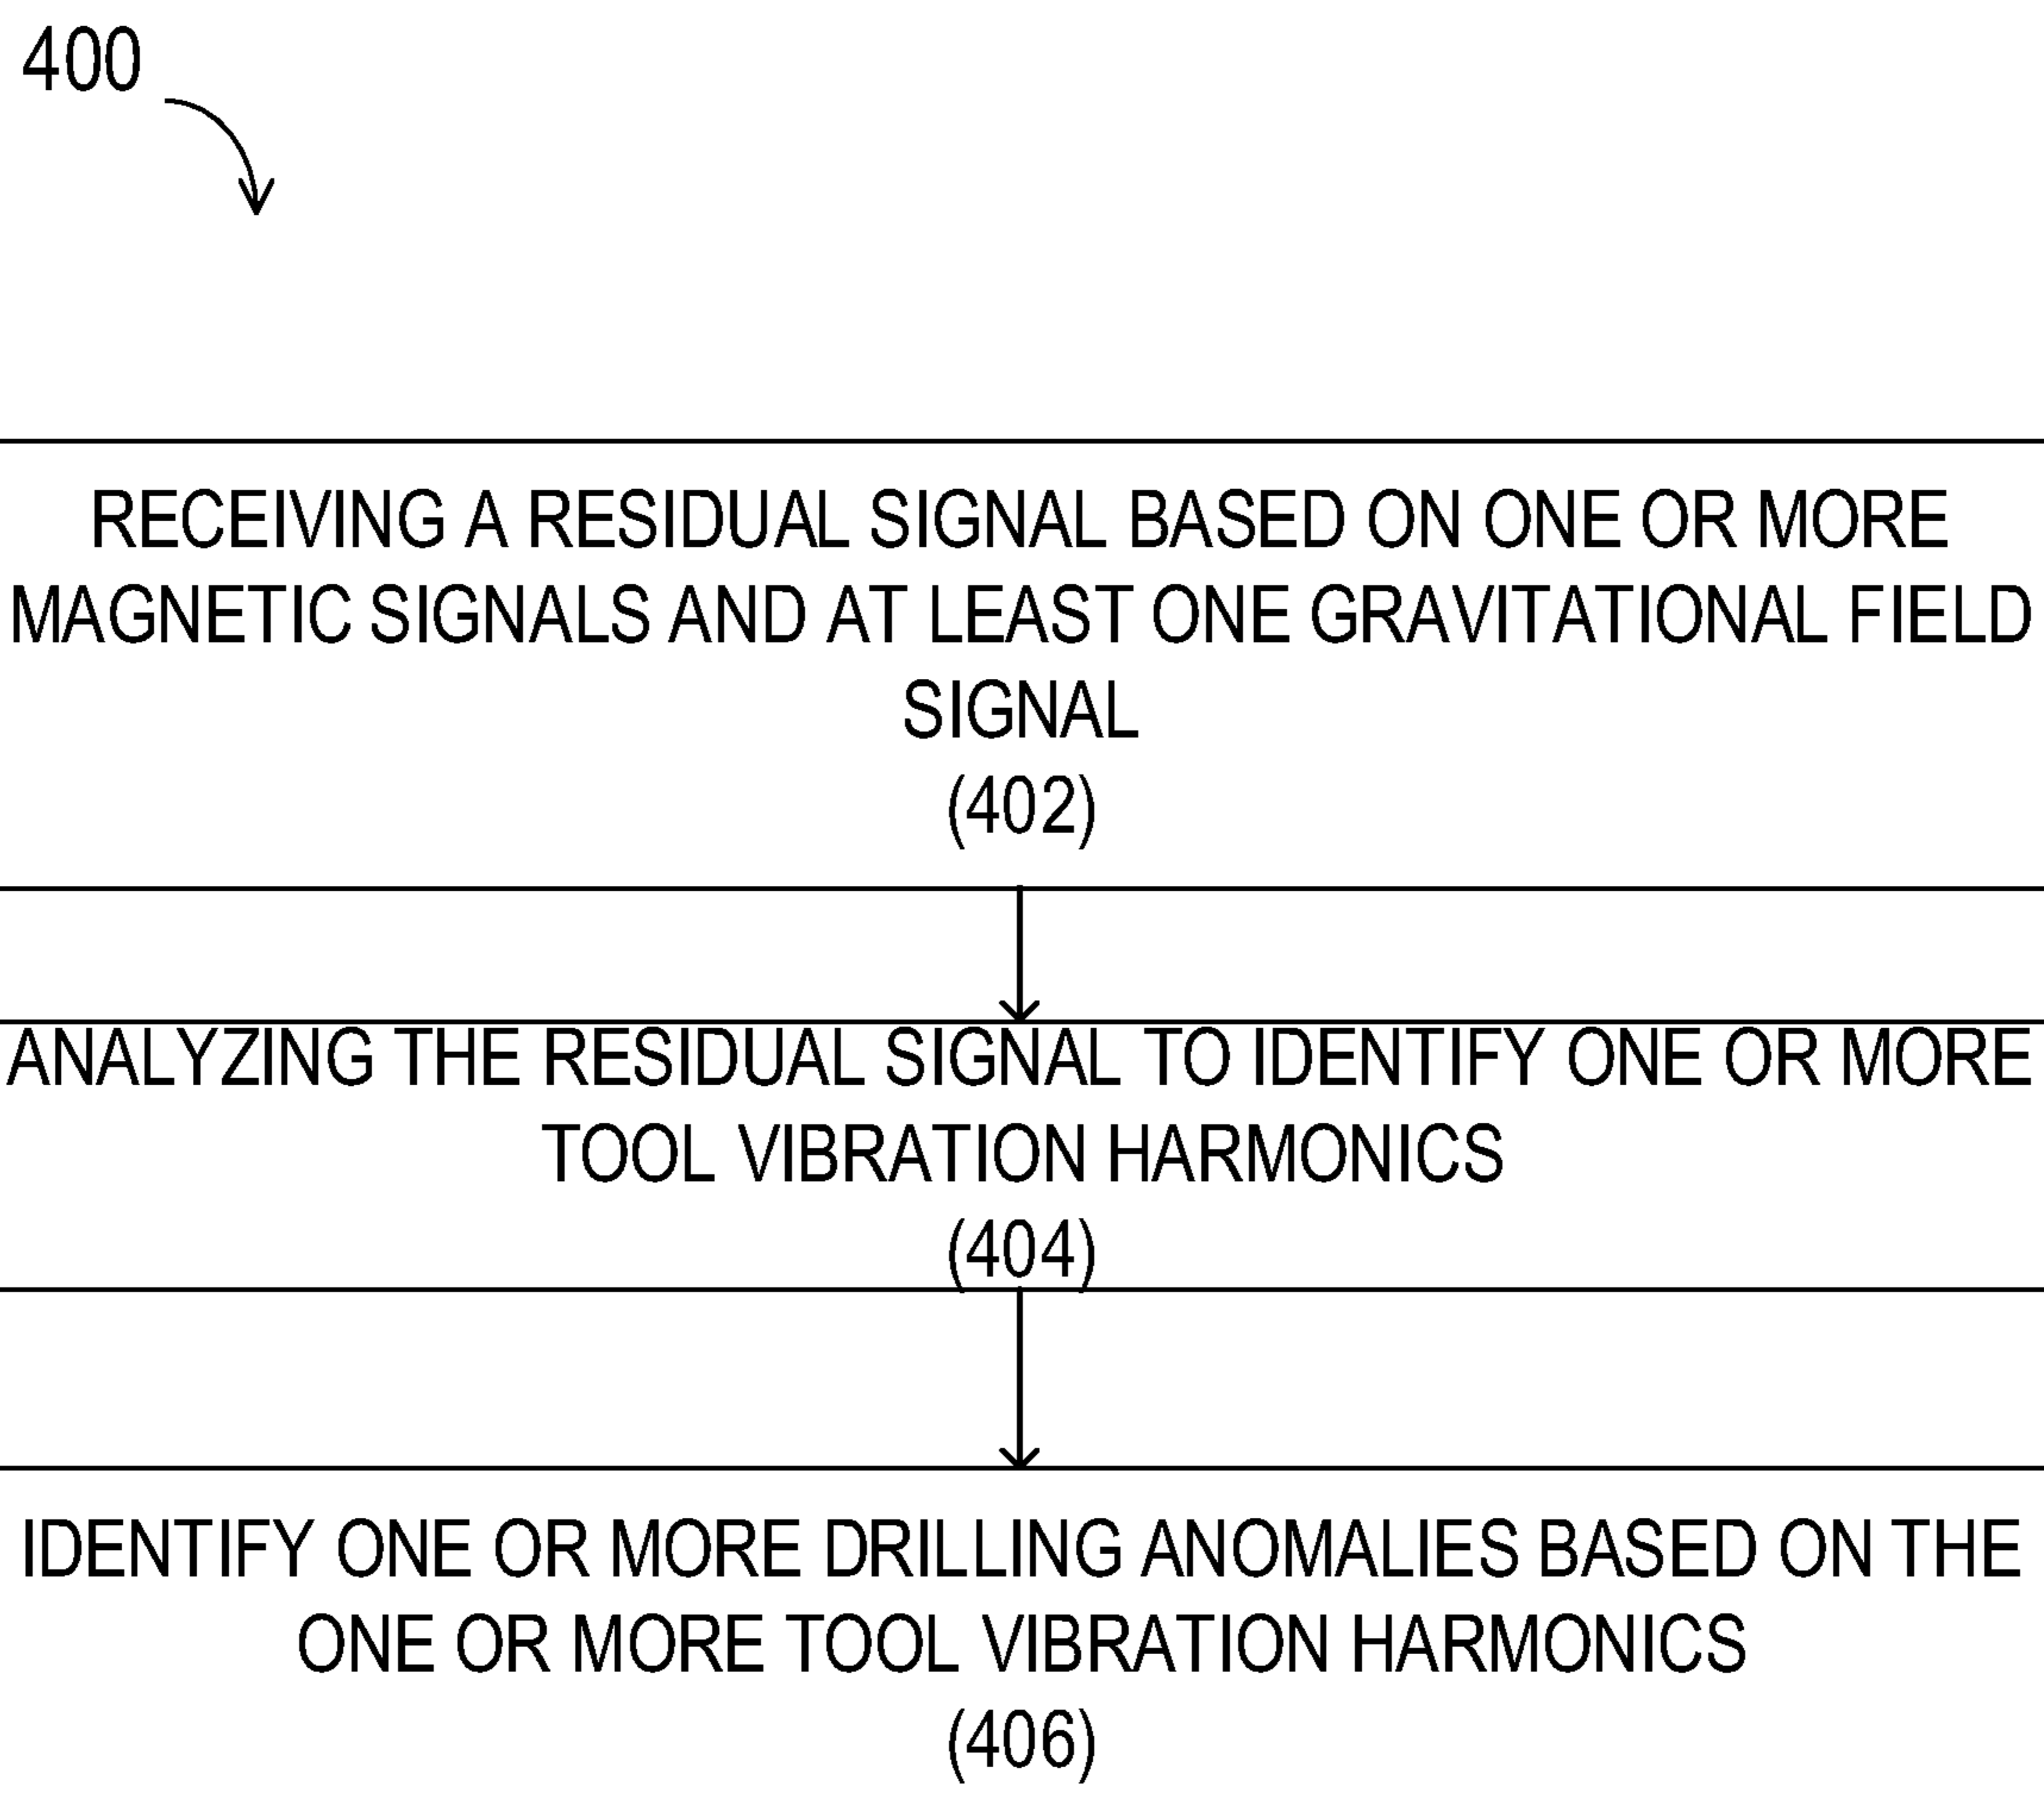 400
RECEIVING A RESIDUAL SIGNAL BASED ON ONE OR MORE
MAGNETIC SIGNALS AND AT LEAST ONE GRAVITATIONAL FIELD
SIGNAL
(402)
ANALYZING THE RESIDUAL SIGNAL TO IDENTIFY ONE OR MORE
TOOL VIBRATION HARMONICS
(404)
IDENTIFY ONE OR MORE DRILLING ANOMALIES BASED ON THE
ONE OR MORE TOOL VIBRATION HARMONICS
(406)